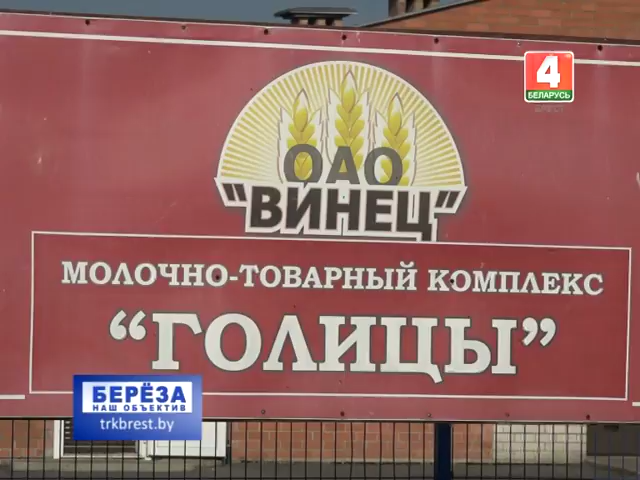 4
БЕЛАРУСЬ
ОАО
"ВИНЕЦ"
МОЛОЧНО-ТОВАРНЫЙ КОМПЛЕКС
“ГОЛИЦЫ”
БЕРЁЗА
НАШ ОБЪЕКТИВ
trkbrest.by